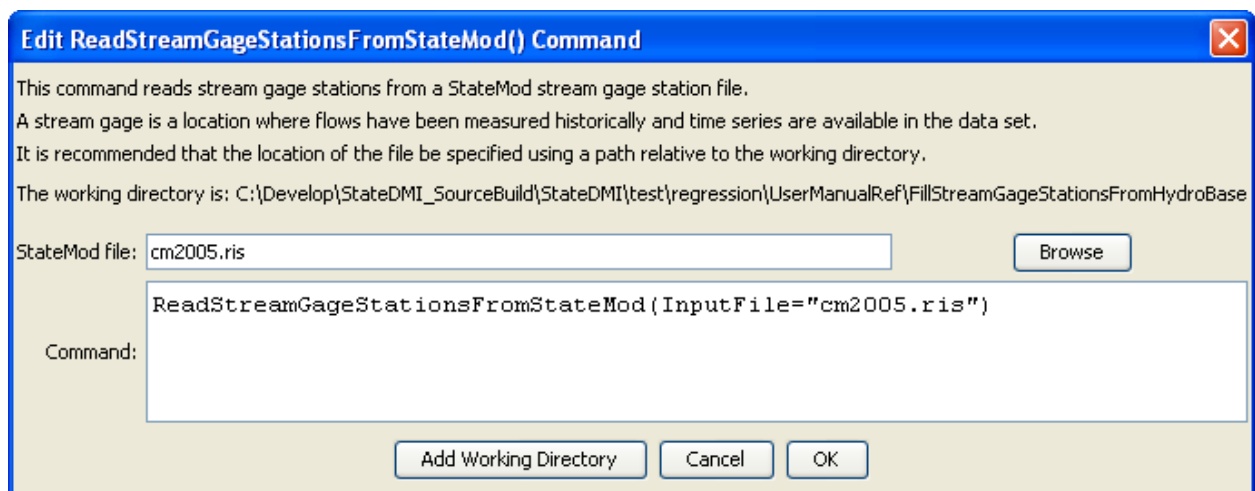 Edit ReadStreamGageStationsFromStateMod() Command
This command reads stream gage stations from a StateMod stream gage station file.
A stream gage is a location where flows have been measured historically and time series are available in the data set.
It is recommended that the location of the file be specified using a path relative to the working directory.
The working directory is: C:\Develop\StateDMI_SourceBuild\StateDMI\test\regression\UserManualRef\FillStreamGageStationsFromHydroBase
StateMod file: cm2005.ris Browse
ReadStreamGageStationsFromStateMod(InputFile="cm2005.ris")
Command:
Add Working Directory Cancel OK